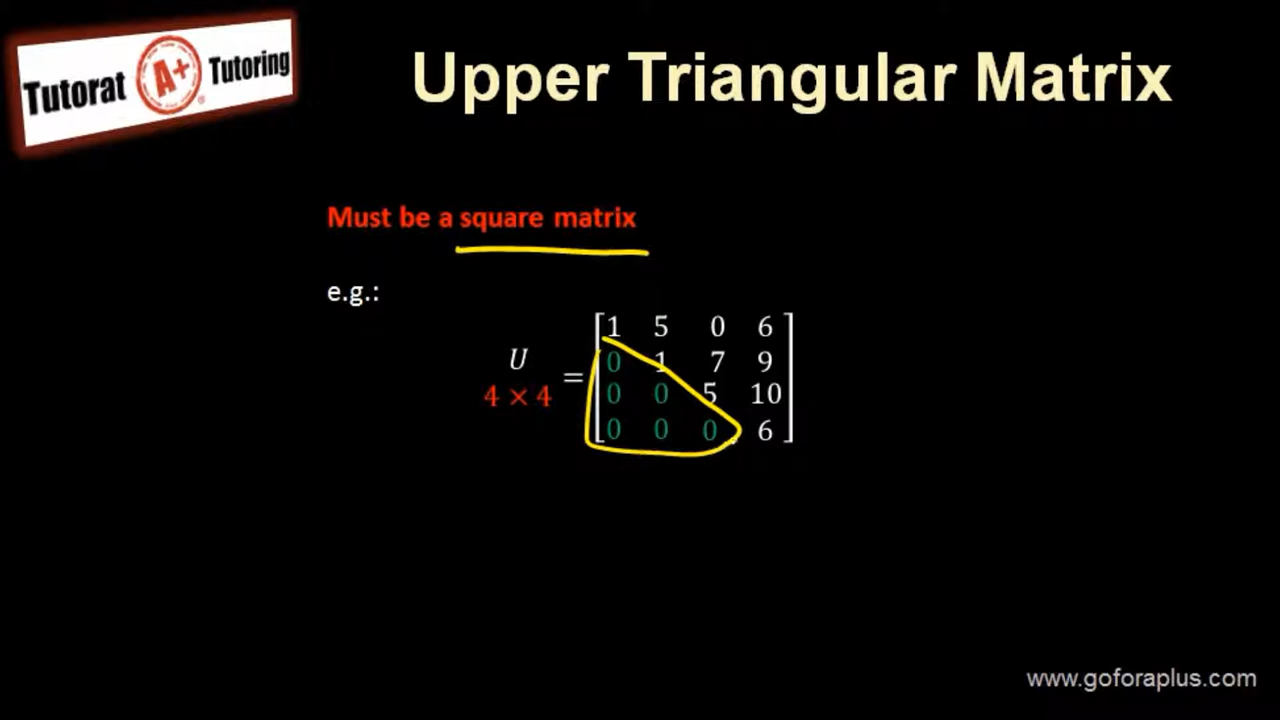 Tutorat A+ Tutoring
Upper Triangular Matrix
Must be a square matrix
e.g.:
U
4 × 4
=
1 5 0 6
0 1 7 9
0 0 5 10
0 0 0 6
www.goforaplus.com